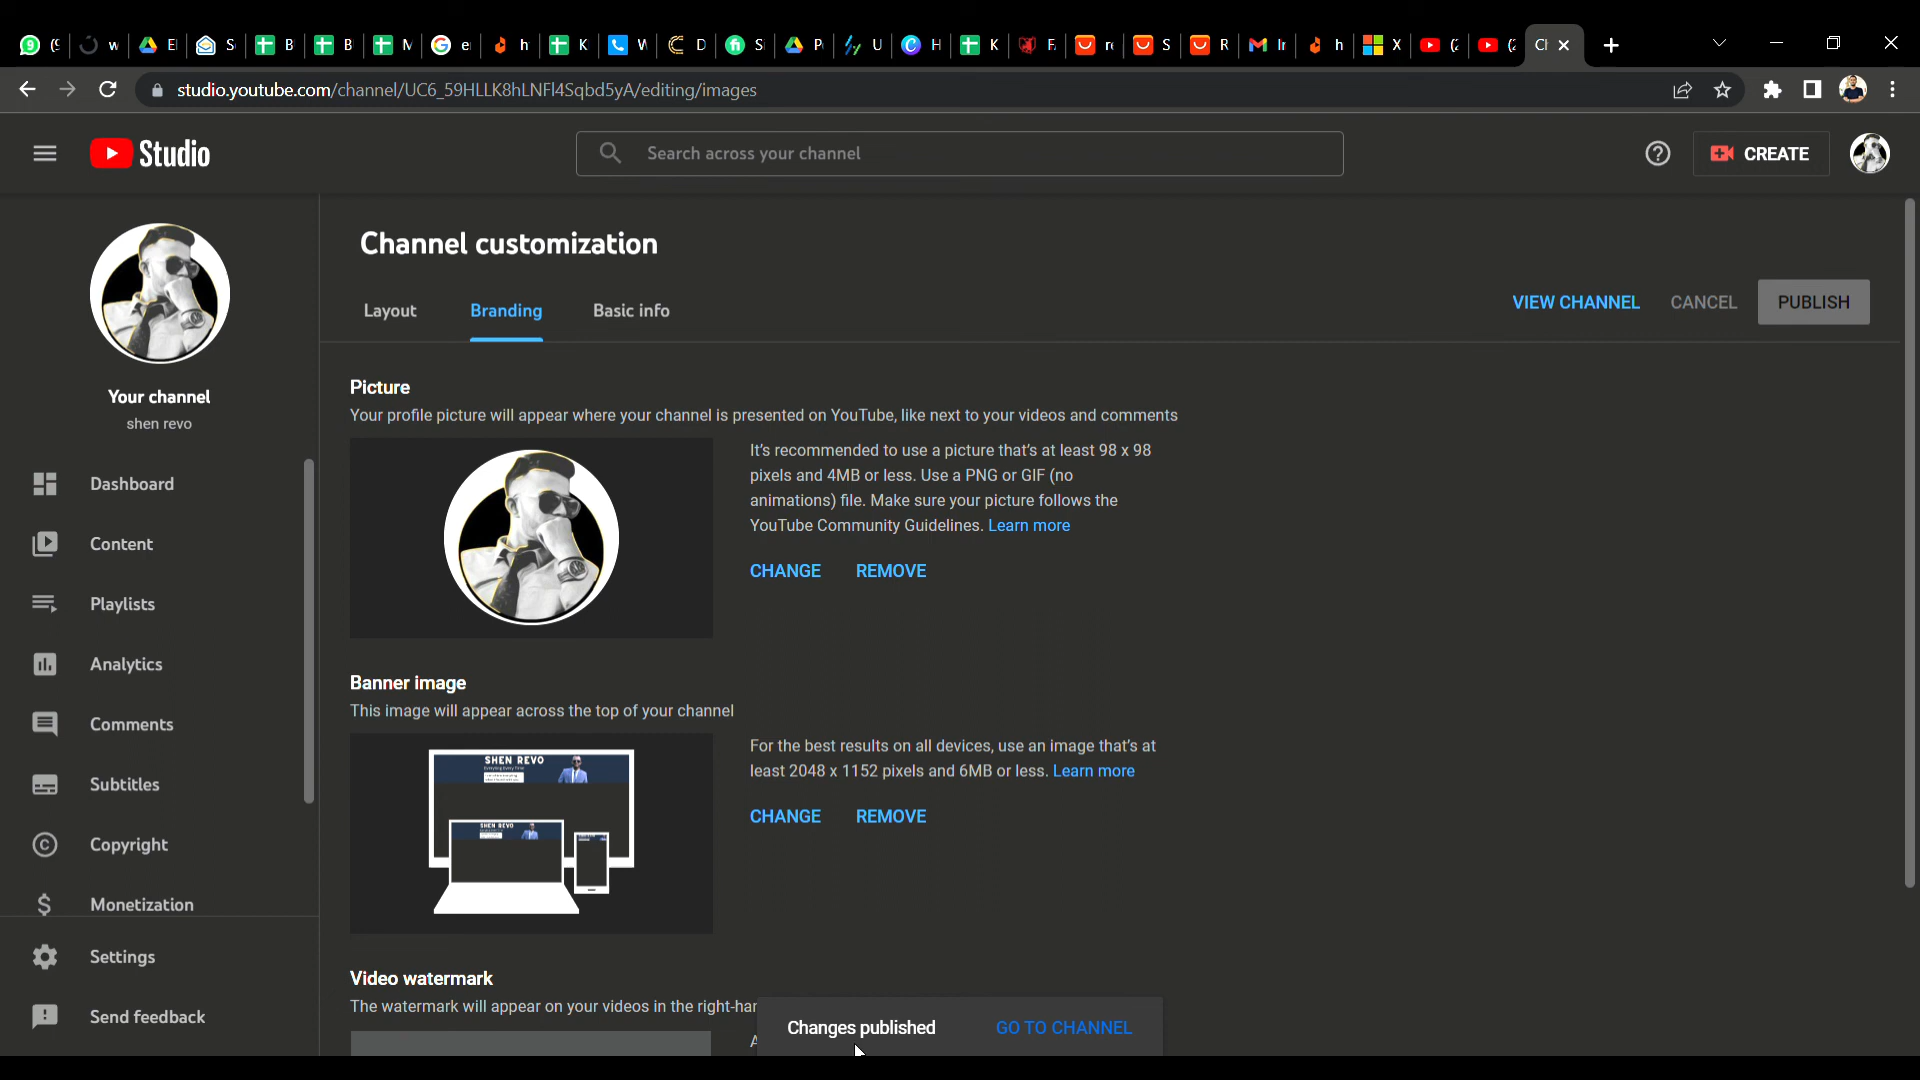 studio.youtube.com/channel/UC6_59HLLK8hLNFl4Sqbd5yA/editing/images
Studio
Search across your channel
CREATE
Your channel
shen revo
Dashboard
Content
Playlists
Analytics
Comments
Subtitles
Copyright
Monetization
Settings
Send feedback
Channel customization
Layout
Branding
Basic info
VIEW CHANNEL
CANCEL
PUBLISH
Picture
Your profile picture will appear where your channel is presented on YouTube, like next to your videos and comments
It's recommended to use a picture that's at least 98 x 98
pixels and 4MB or less. Use a PNG or GIF (no
animations) file. Make sure your picture follows the
YouTube Community Guidelines. Learn more
CHANGE REMOVE
Banner image
This image will appear across the top of your channel
SHEN REVO
SHEN REVO
For the best results on all devices, use an image that's at
least 2048 x 1152 pixels and 6MB or less. Learn more
CHANGE REMOVE
Video watermark
The watermark will appear on your videos in the right-har
Changes published
GO TO CHANNEL